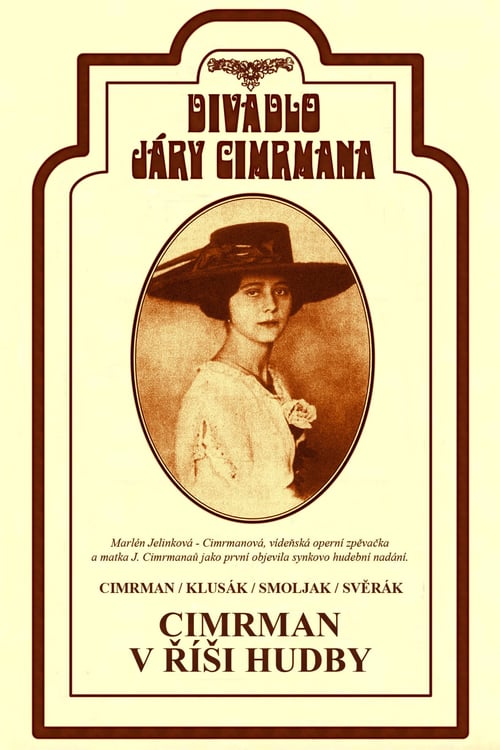 DIVADLO
JÁRY CIMRMANA
Marlén Jelinková - Cimrmanová, vídeňská operní zpěvačka
a matka J. Cimrmanaů jako první objevila synkovo hudební nadání.
CIMRMAN / KLUSÁK / SMOLJAK / SVĚRÁK
CIMRMAN
V ŘÍŠI HUDBY